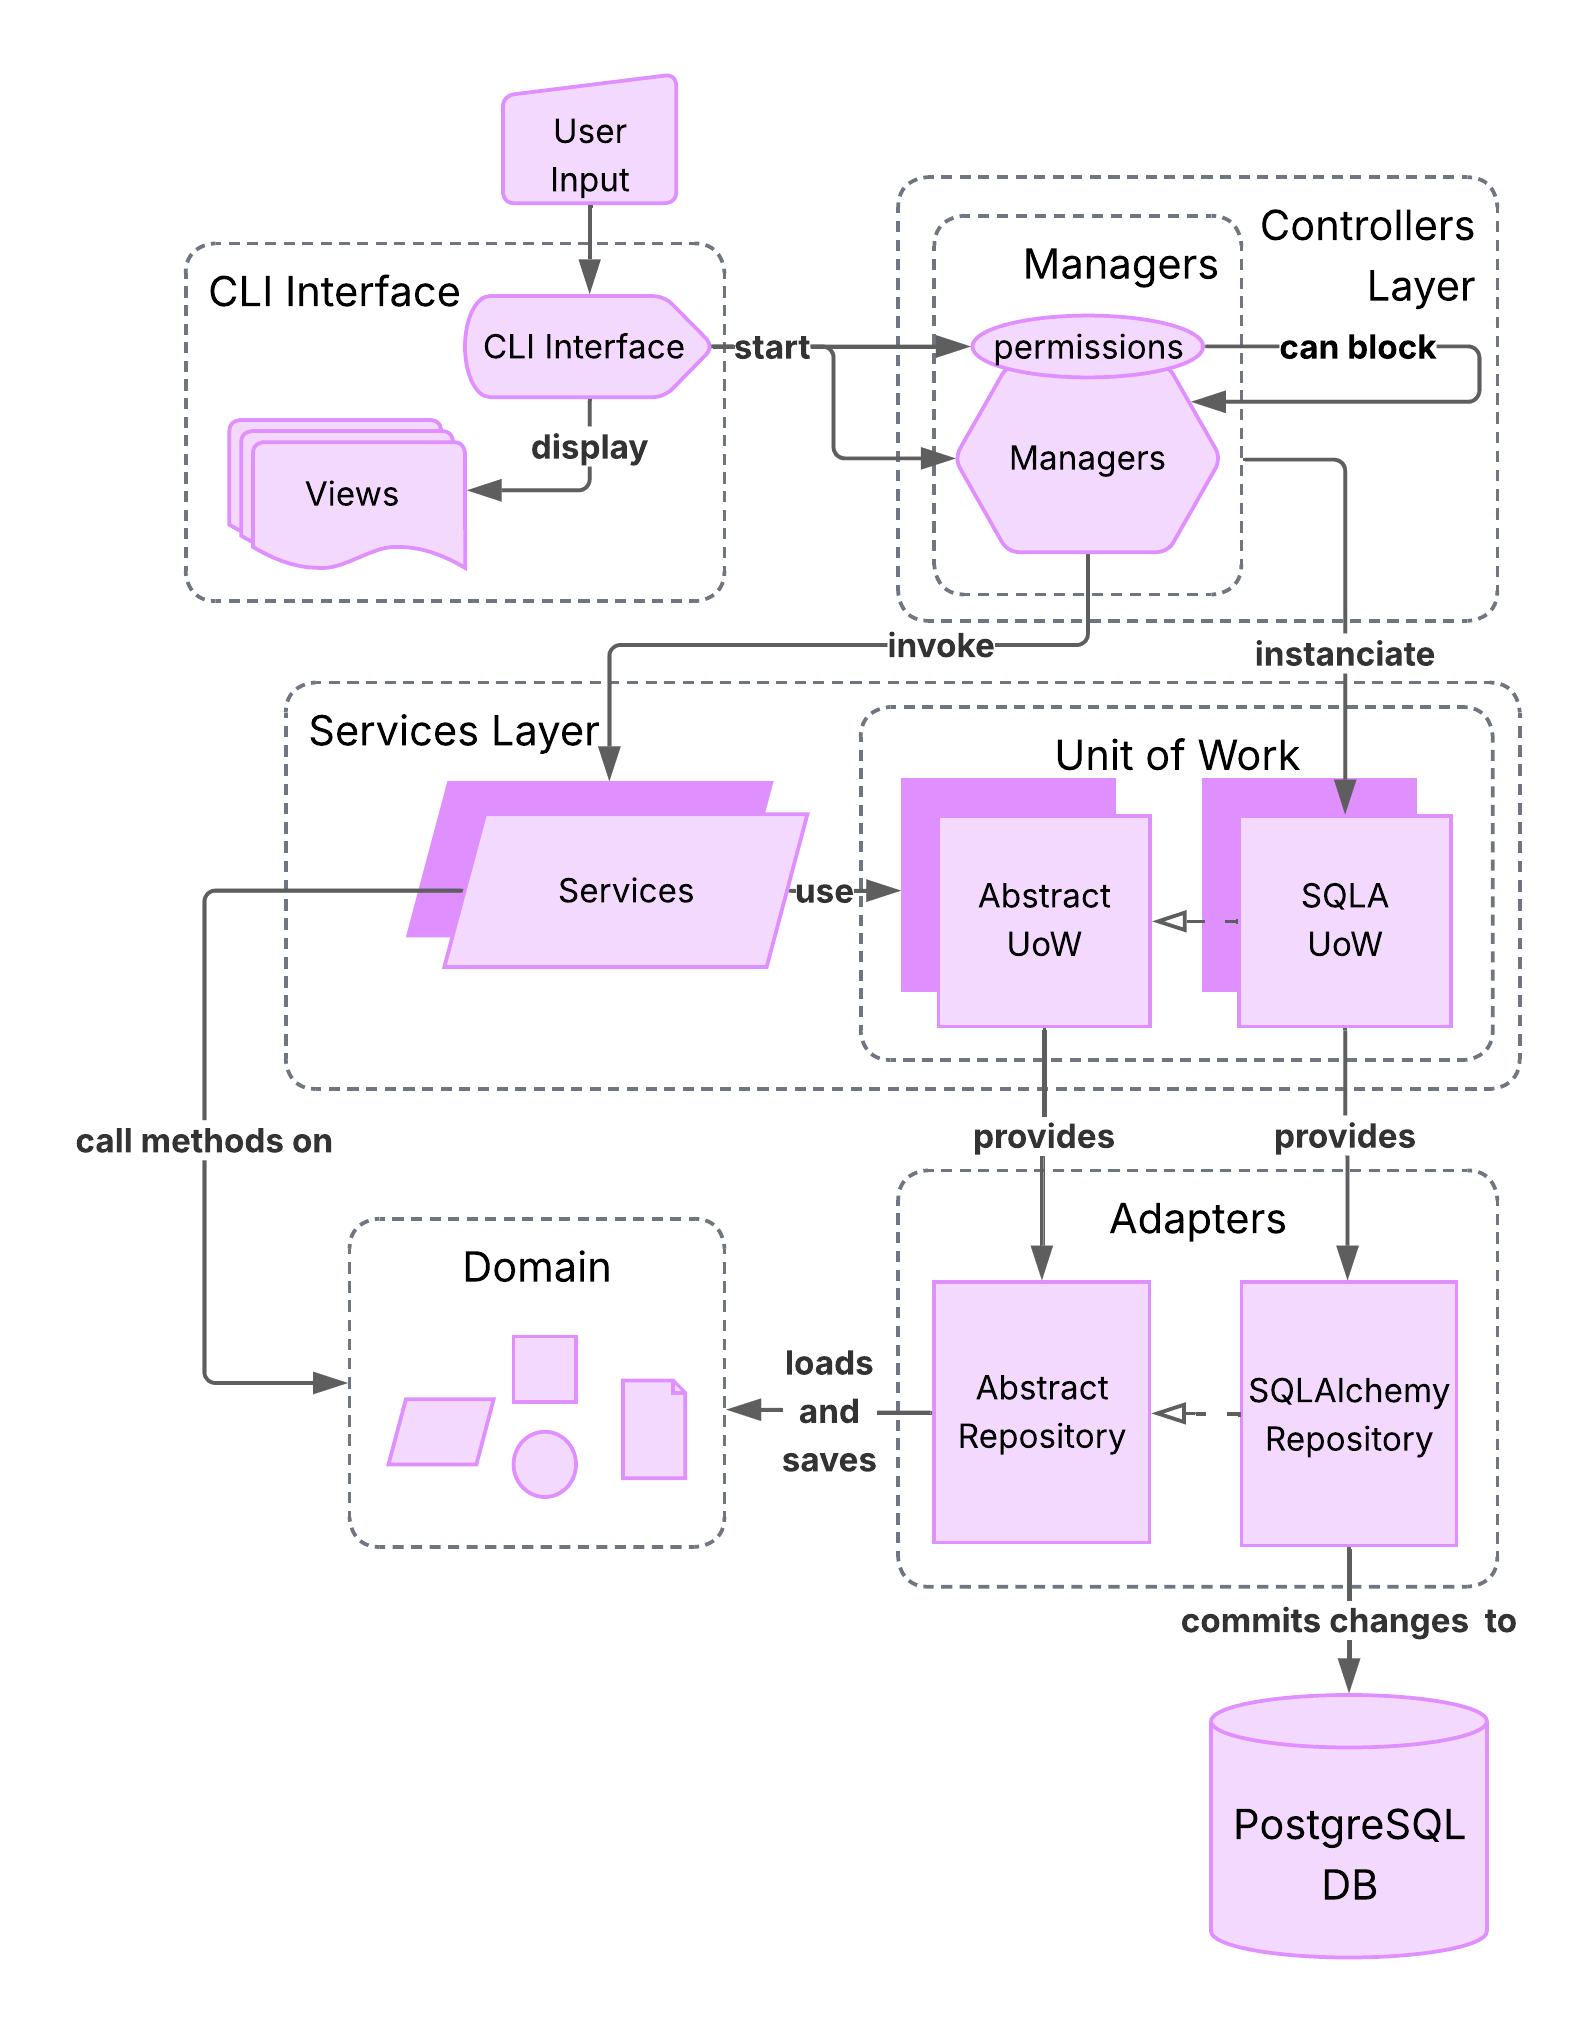 User
Input
CLI Interface
CLI Interface
start
display
Views
Controllers
Layer
Managers
permissions
can block
Managers
invoke
instanciate
Services Layer
Services
use
Unit of Work
Abstract
UoW
SQLA
UoW
call methods on
provides
provides
Domain
loads
and
saves
Adapters
Abstract
Repository
SQLAlchemy
Repository
commits changes  to
PostgreSQL
DB